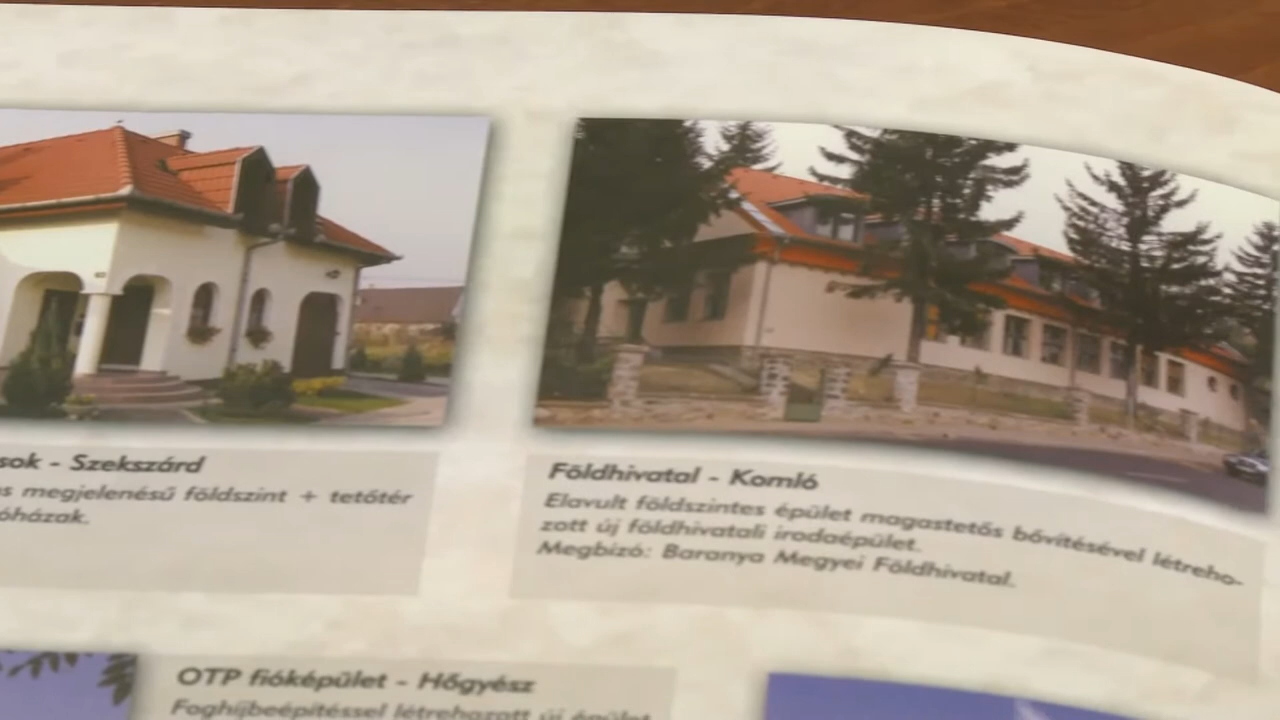 sok - Szekszárd
s megjelenésű földszint + tetőtér
óházak.
Földhivatal - Komló
Elavult földszintes épület magastetős bővítésével létreho-
zott új földhivatali irodaépület.
Megbízó: Baranya Megyei Földhivatal.
OTP fióképület - Hőgyész
Foghíjbeépítéssel létrehozott új épület